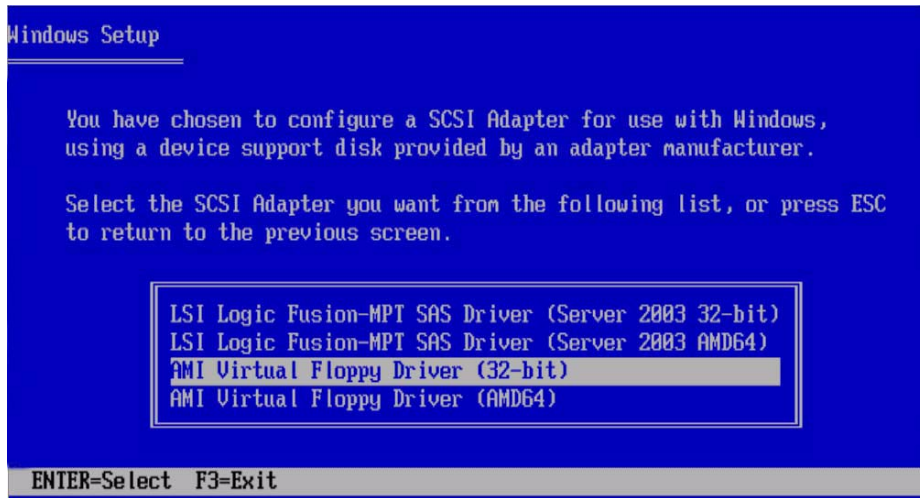 Windows Setup
You have chosen to configure a SCSI Adapter for use with Windows,
using a device support disk provided by an adapter manufacturer.
Select the SCSI Adapter you want from the following list, or press ESC
to return to the previous screen.
LSI Logic Fusion-MPT SAS Driver (Server 2003 32-bit)
LSI Logic Fusion-MPT SAS Driver (Server 2003 AMD64)
AMI Virtual Floppy Driver (32-bit)
AMI Virtual Floppy Driver (AMD64)
ENTER=Select F3=Exit